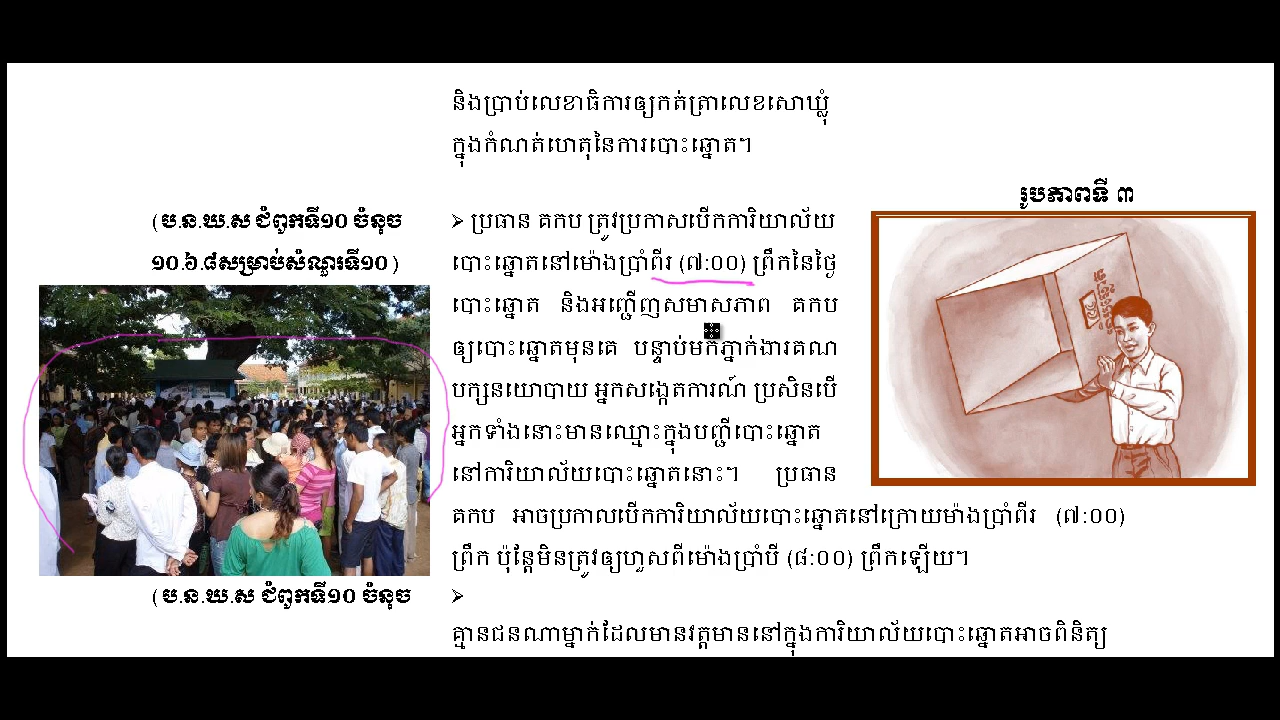 និងប្រាប់លេខាធិការឲ្យកត់ត្រាលេខសោឃ្លុំ
ក្នុងកំណត់ហេតុនៃការបោះឆ្នោត។
រូបភាពទី ៣
(ប.ន.ឃ.ស ជំពូកទី១០ ចំនុច
១០.៦.៨សម្រាប់សំណួរទី១០)
➢ ប្រធាន គកប ត្រូវប្រកាសបើកការិយាល័យ
បោះឆ្នោតនៅម៉ោងប្រាំពីរ (៧:០០) ព្រឹកនៃថ្ងៃ
បោះឆ្នោត និងអញ្ជើញសមាសភាព គកប
ឲ្យបោះឆ្នោតមុនគេ បន្ទាប់មកភ្នាក់ងារគណ
បក្សនយោបាយ អ្នកសង្កេតការណ៍ ប្រសិនបើ
អ្នកទាំងនោះមានឈ្មោះក្នុងបញ្ជីបោះឆ្នោត
នៅការិយាល័យបោះឆ្នោតនោះ។ ប្រធាន
គកប អាចប្រកាលបើកការិយាល័យបោះឆ្នោតនៅក្រោយម៉ាងប្រាំពីរ (៧:០០)
ព្រឹក ប៉ុន្តែមិនត្រូវឲ្យហួសពីម៉ោងប្រាំបី (៨:០០) ព្រឹកឡើយ។
(ប.ន.ឃ.ស ជំពូកទី១០ ចំនុច
➢
គ្មានជនណាម្នាក់ដែលមានវត្តមាននៅក្នុងការិយាល័យបោះឆ្នោតអាចពិនិត្យ